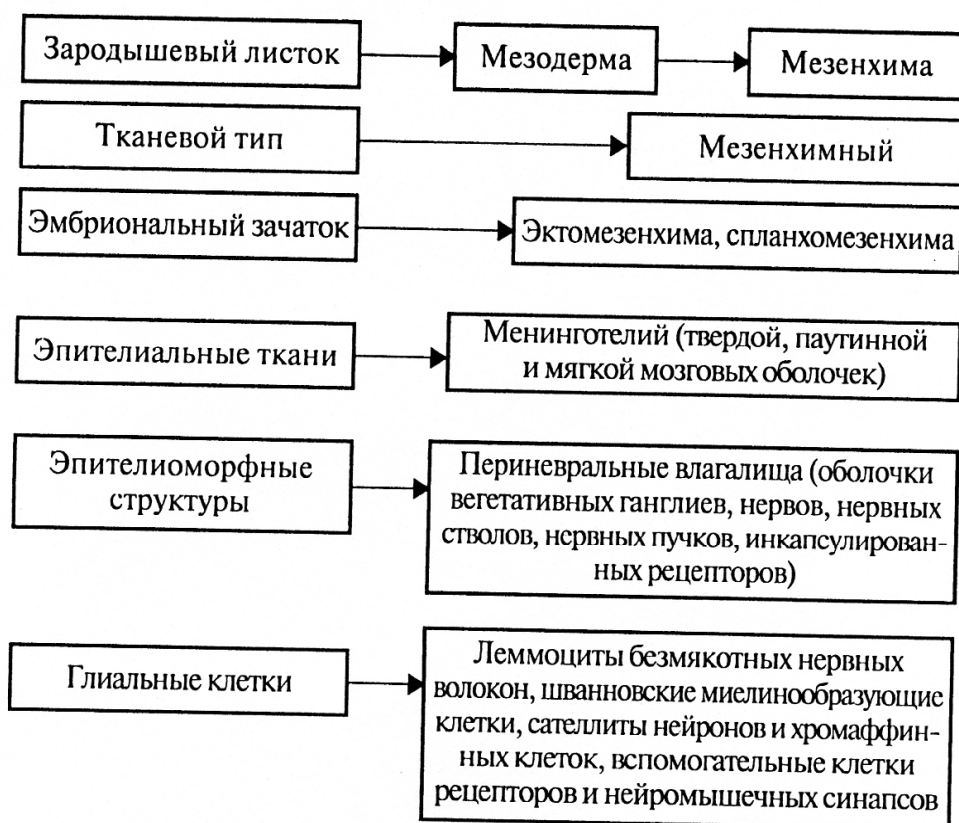 Зародышевый листок
Мезодерма
Мезенхима
Тканевой тип
Мезенхимный
Эмбриональный зачаток
Эктомезенхима, спланхомезенхима
Эпителиальные ткани
Менинготелий (твердой, паутинной
и мягкой мозговых оболочек)
Эпителиоморфные
структуры
Периневральные влагалища (оболочки
вегетативных ганглиев, нервов, нервных
стволов, нервных пучков, инкапсулирован-
ных рецепторов)
Глиальные клетки
Леммоциты безмякотных нервных
волокон, шванновские миелинообразующие
клетки, сателлиты нейронов и хромаффин-
ных клеток, вспомогательные клетки
рецепторов и нейромышечных синапсов